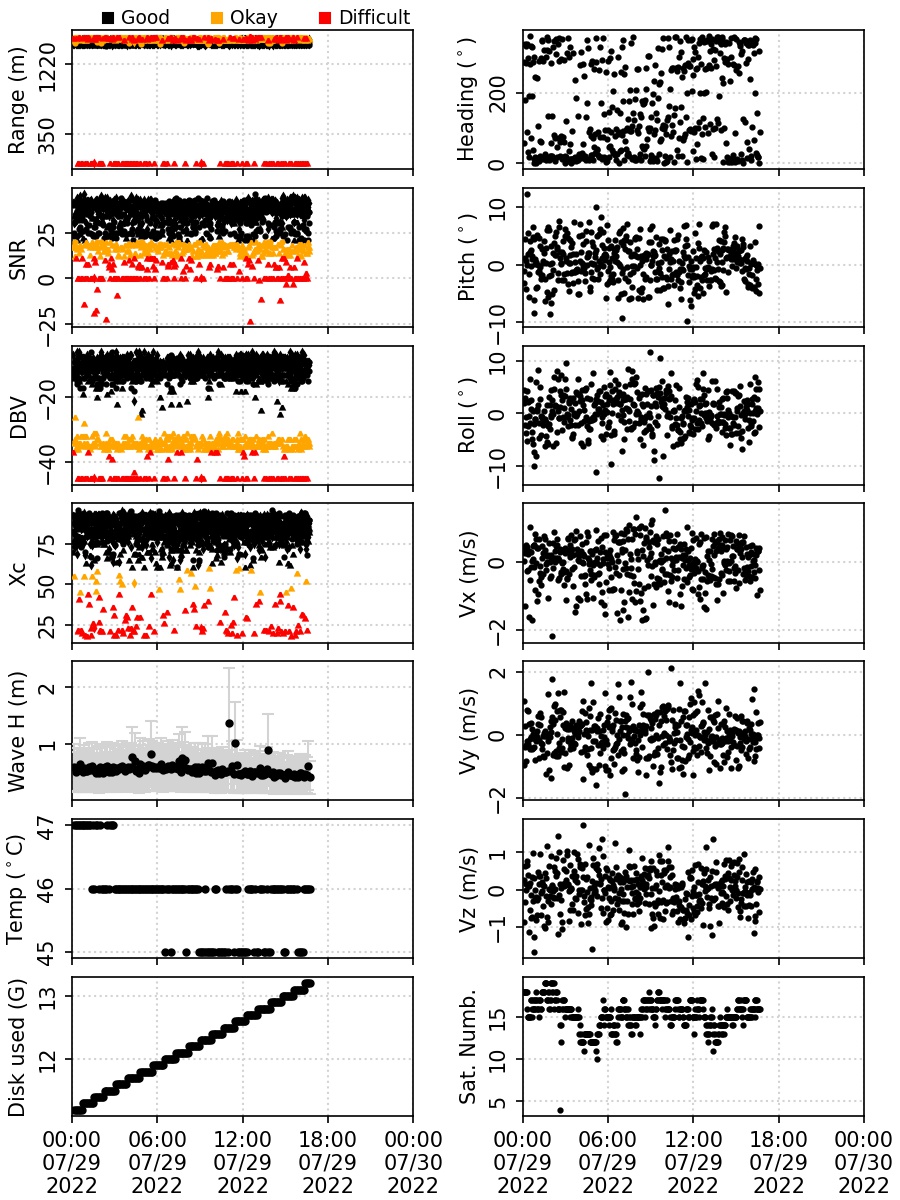 Good Okay Difficult
Range (m)
1220
350
Heading (°)
200
0
SNR
25
0
−25
Pitch (°)
10
0
−10
DBV
−20
−40
Roll (°)
10
0
−10
Xc
75
50
25
Vx (m/s)
0
−2
Wave H (m)
2
1
Vy (m/s)
2
0
−2
Temp (°C)
47
46
45
Vz (m/s)
1
0
−1
Disk used (G)
13
12
Sat. Numb.
15
10
5
00:00 06:00 12:00 18:00 00:00
07/29 07/29 07/29 07/29 07/30
2022 2022 2022 2022 2022
00:00 06:00 12:00 18:00 00:00
07/29 07/29 07/29 07/29 07/30
2022 2022 2022 2022 2022